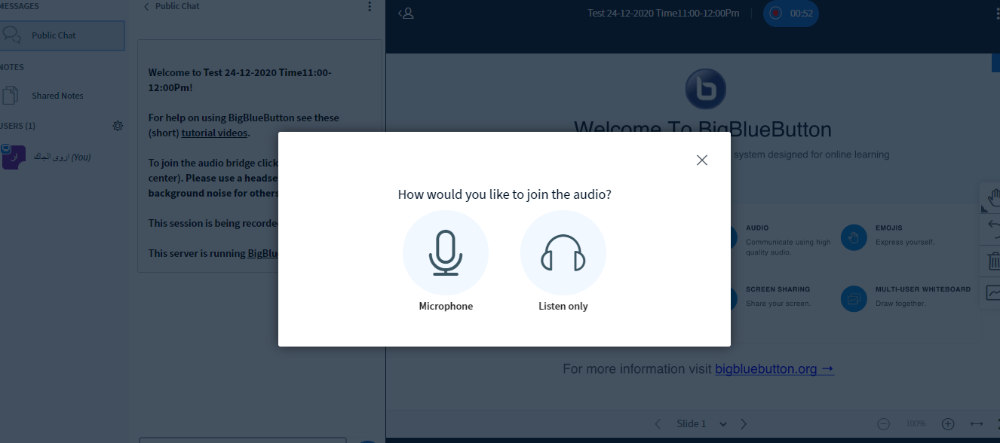 MESSAGES
Public Chat
NOTES
Shared Notes
USERS (1)
ار
اروى الجاك (You)
Public Chat
Welcome to Test 24-12-2020 Time11:00-
12:00Pm!
For help on using BigBlueButton see these
(short) tutorial videos.
To join the audio bridge click
center). Please use a headse
background noise for others
This session is being recorde
This server is running BigBlu
Test 24-12-2020 Time11:00-12:00Pm
00:52
Welcome To BigBlueButton
system designed for online learning
How would you like to join the audio?
Microphone
Listen only
AUDIO
Communicate using high
quality audio.
EMOJIS
Express yourself.
SCREEN SHARING
Share your screen.
MULTI-USER WHITEBOARD
Draw together.
For more information visit bigbluebutton.org →
Slide 1
100%